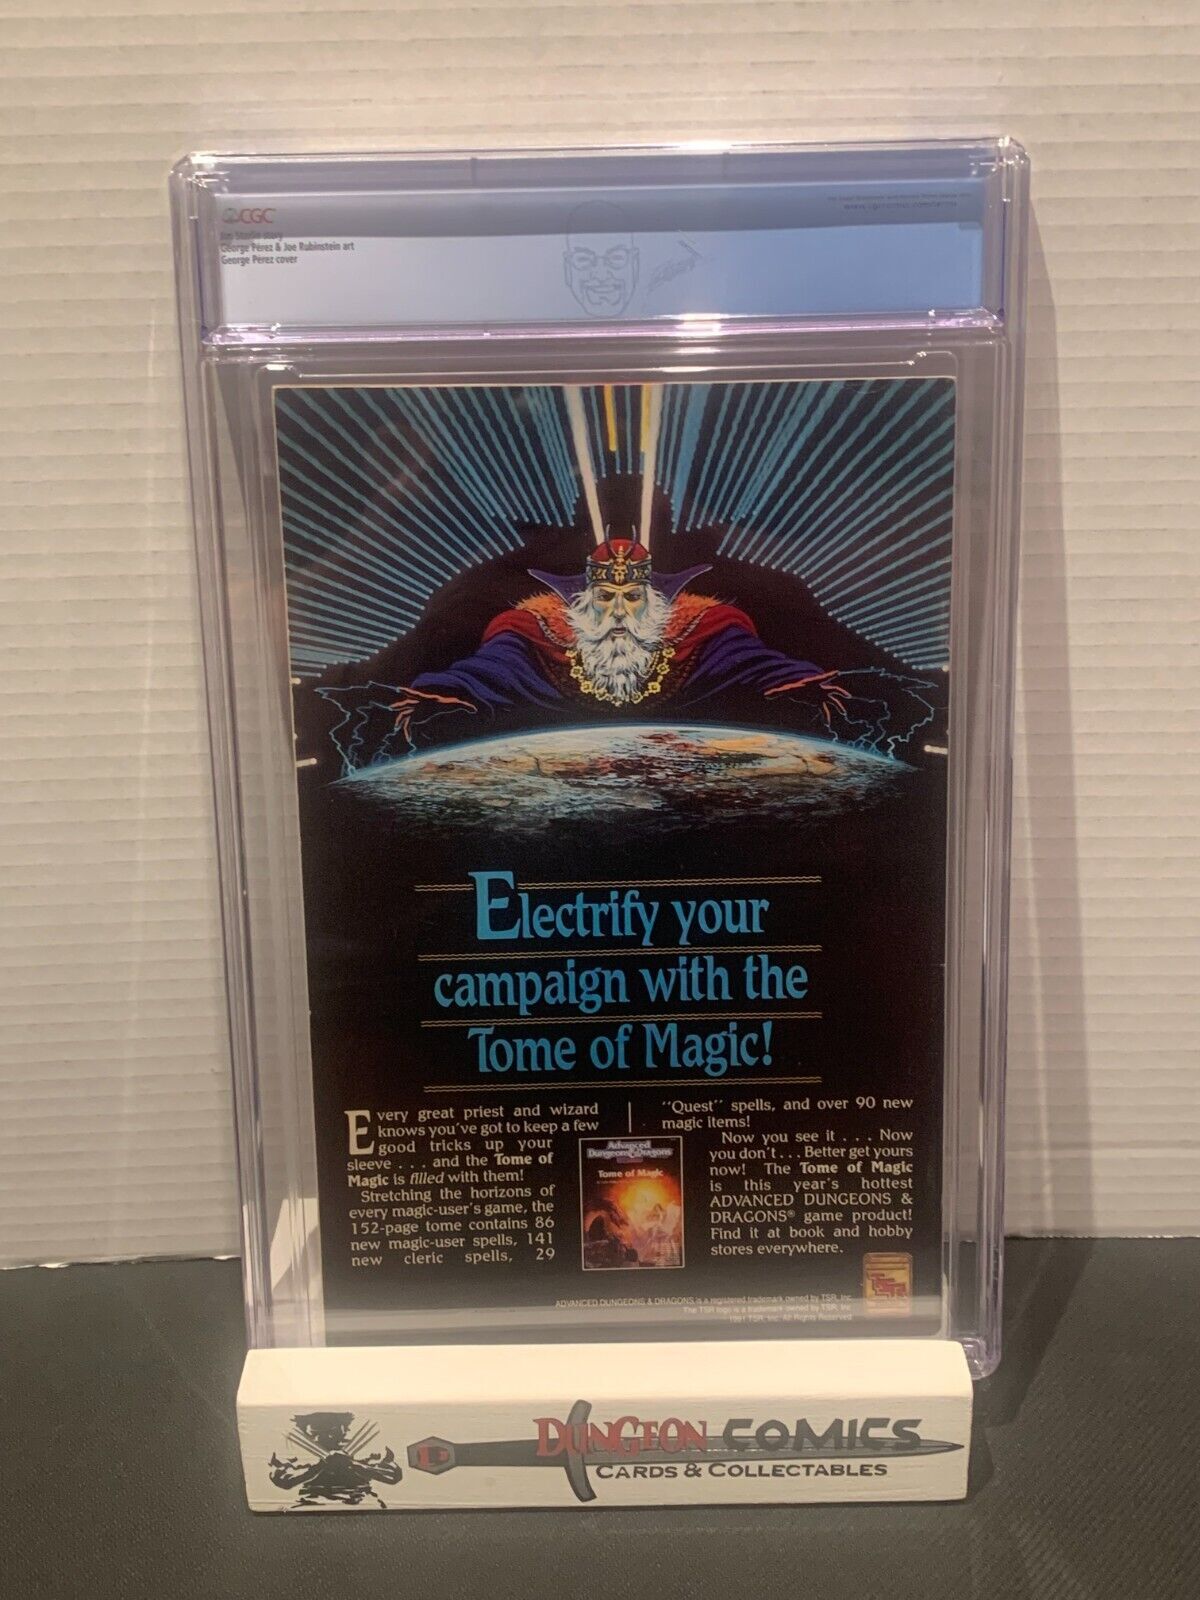 CGC
Jim Starlin story
George Pérez & Joe Rubinstein art
George Pérez cover
Electrify your
campaign with the
Tome of Magic!
Every great priest and wizard
knows you've got to keep a few
good tricks up your
sleeve . . . and the Tome of
Magic is filled with them!
Stretching the horizons of
every magic-user's game, the
152-page tome contains 86
new magic-user spells, 141
new cleric spells, 29
"Quest" spells, and over 90 new
magic items!
Now you see it . . . Now
you don't . . . Better get yours
now! The Tome of Magic
is this year's hottest
ADVANCED DUNGEONS &
DRAGONS® game product!
Find it at book and hobby
stores everywhere.
Advanced
Dungeons & Dragons
Tome of Magic
TSR
ADVANCED DUNGEONS & DRAGONS is a registered trademark owned by TSR, Inc.
The TSR logo is a trademark owned by TSR, Inc.
1991 TSR, Inc. All Rights Reserved.
DUNGEON COMICS
CARDS & COLLECTABLES